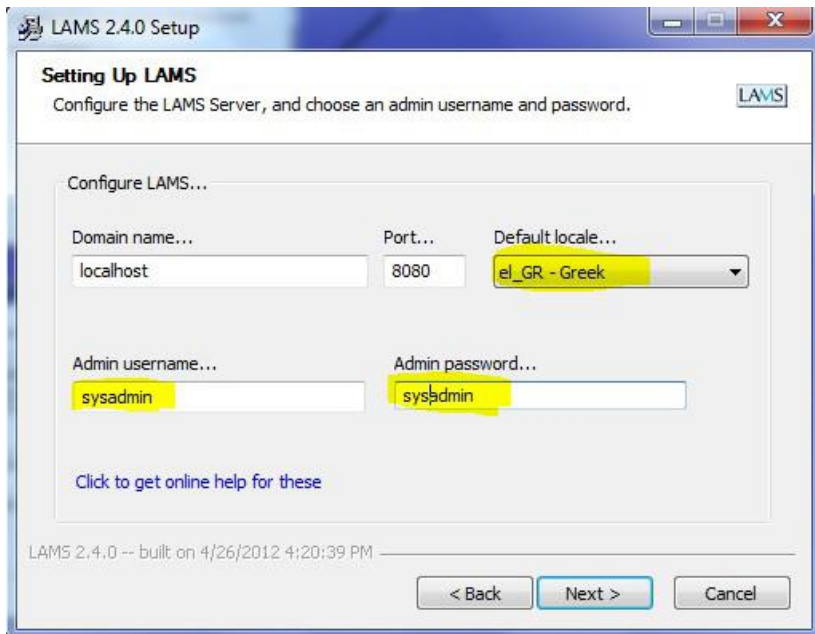 LAMS 2.4.0 Setup
Setting Up LAMS
Configure the LAMS Server, and choose an admin username and password.
LAMS
Configure LAMS...
Domain name... Port... Default locale...
localhost 8080 el_GR - Greek
Admin username... Admin password...
sysadmin sysadmin
Click to get online help for these
LAMS 2.4.0 -- built on 4/26/2012 4:20:39 PM
< Back Next > Cancel